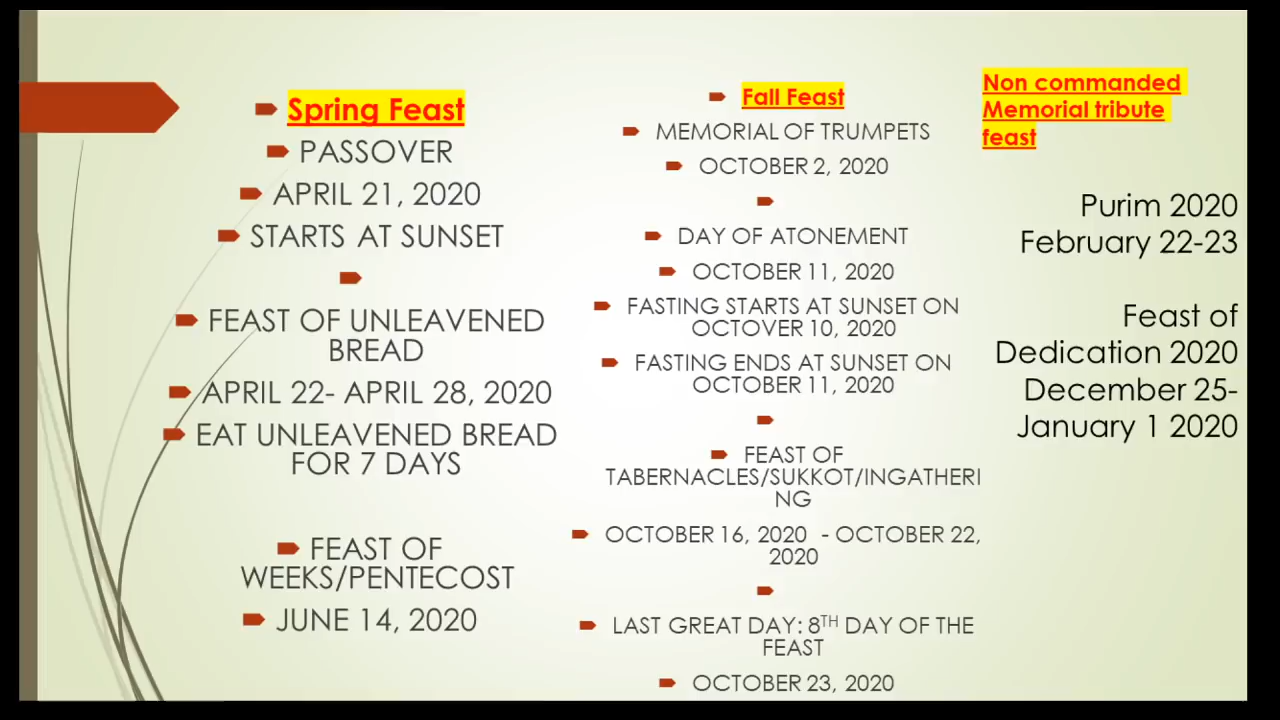 Spring Feast
PASSOVER
APRIL 21, 2020
STARTS AT SUNSET
FEAST OF UNLEAVENED
BREAD
APRIL 22- APRIL 28, 2020
EAT UNLEAVENED BREAD
FOR 7 DAYS
FEAST OF
WEEKS/PENTECOST
JUNE 14, 2020
Fall Feast
MEMORIAL OF TRUMPETS
OCTOBER 2, 2020
DAY OF ATONEMENT
OCTOBER 11, 2020
FASTING STARTS AT SUNSET ON
OCTOVER 10, 2020
FASTING ENDS AT SUNSET ON
OCTOBER 11, 2020
FEAST OF
TABERNACLES/SUKKOT/INGATHERI
NG
OCTOBER 16, 2020 - OCTOBER 22,
2020
LAST GREAT DAY: 8TH DAY OF THE
FEAST
OCTOBER 23, 2020
Non commanded
Memorial tribute
feast
Purim 2020
February 22-23
Feast of
Dedication 2020
December 25-
January 1 2020